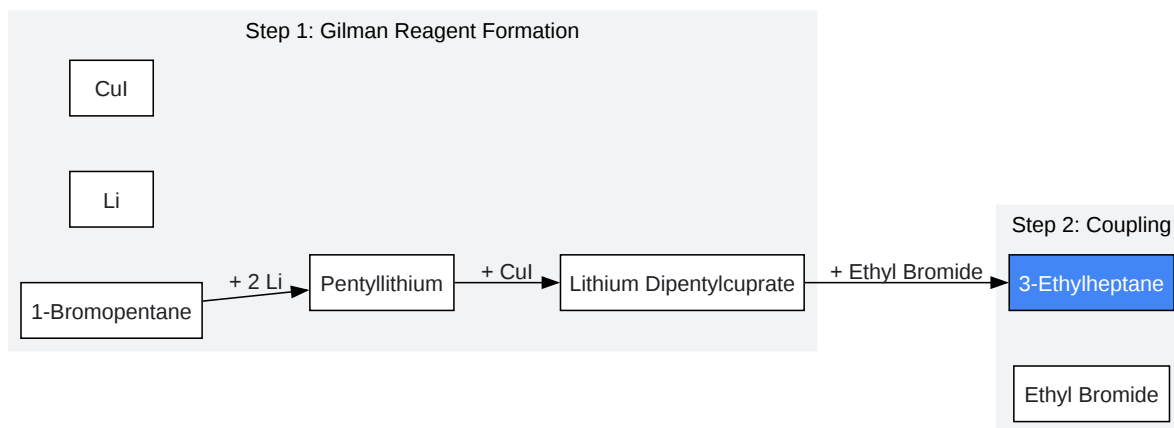 Step 1: Gilman Reagent Formation
CuI
Li
1-Bromopentane
+ 2 Li
Pentyllithium
+ CuI
Lithium Dipentylcuprate
+ Ethyl Bromide
Step 2: Coupling
3-Ethylheptane
Ethyl Bromide